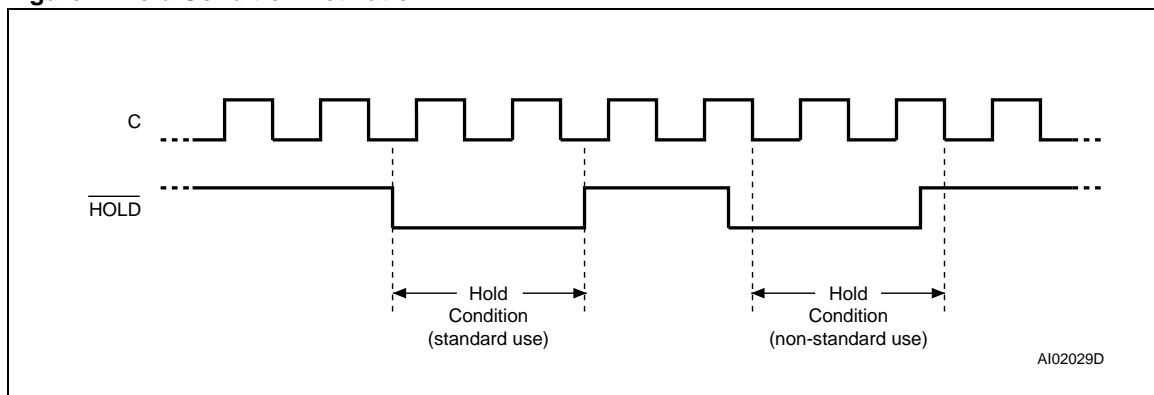 C
HOLD
Hold
Condition
(standard use)
Hold
Condition
(non-standard use)
AI02029D